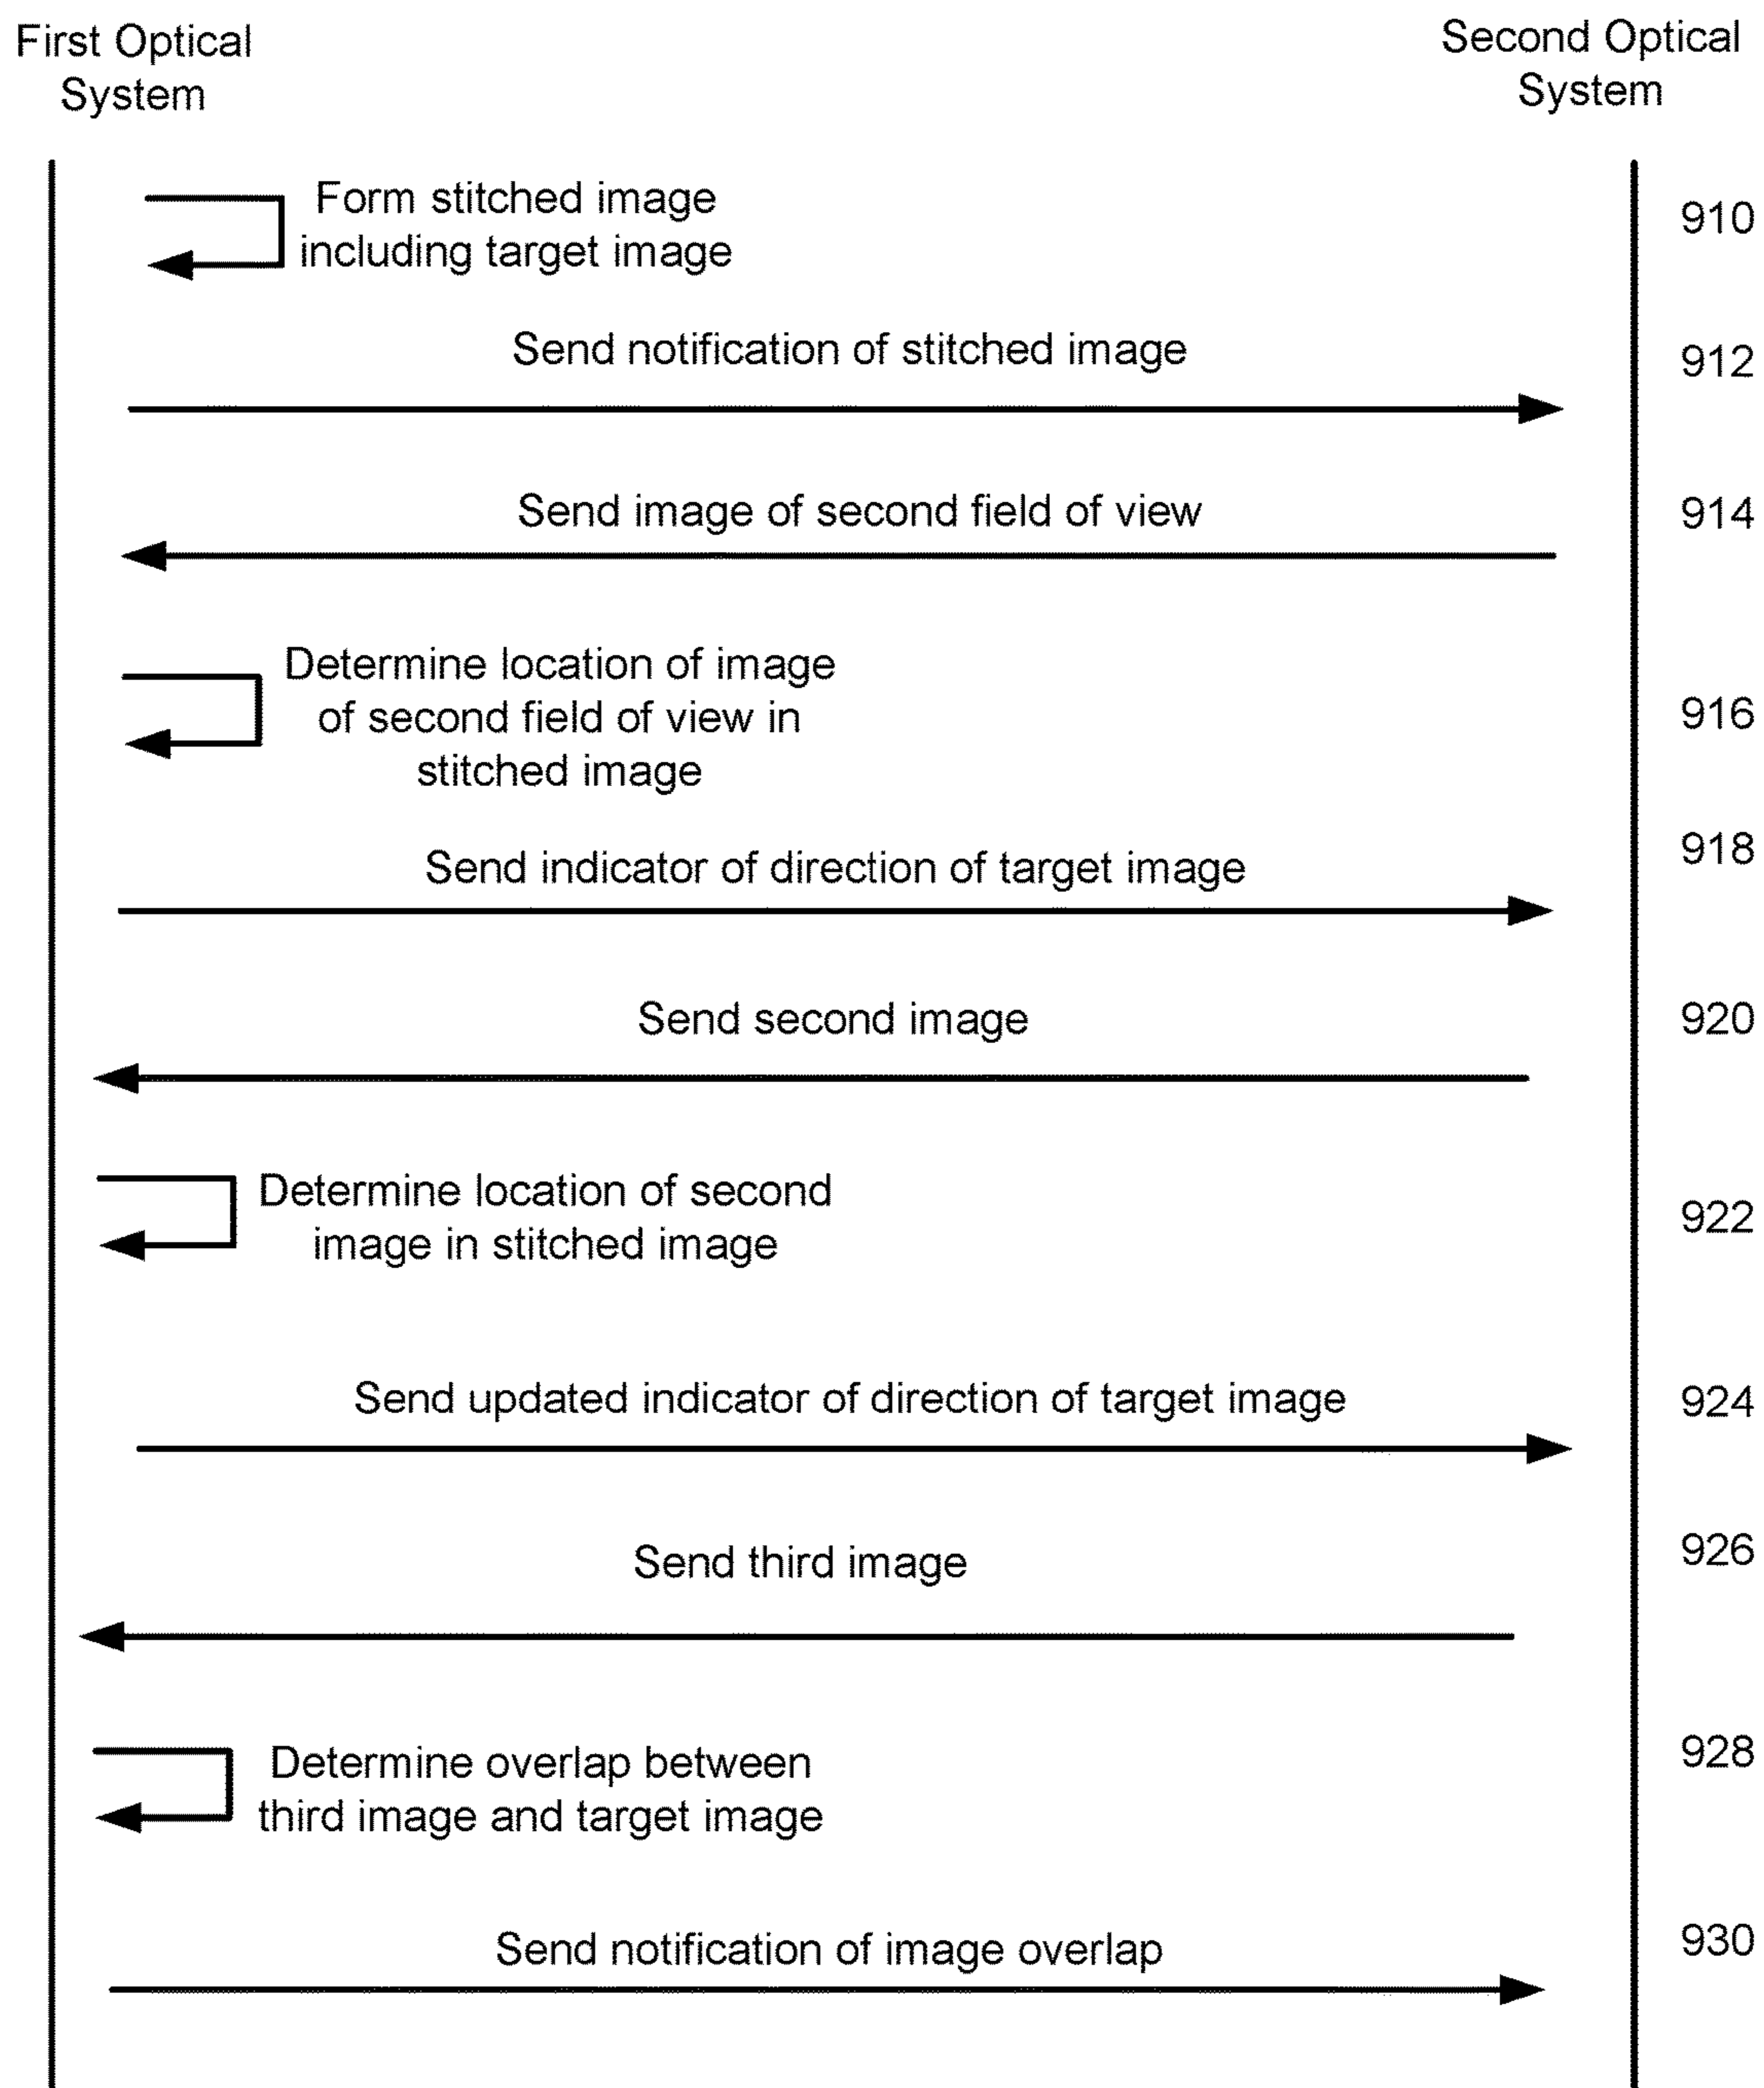 First Optical
System
Second Optical
System
Form stitched image
including target image
910
Send notification of stitched image
912
Send image of second field of view
914
Determine location of image
of second field of view in
stitched image
916
Send indicator of direction of target image
918
Send second image
920
Determine location of second
image in stitched image
922
Send updated indicator of direction of target image
924
Send third image
926
Determine overlap between
third image and target image
928
Send notification of image overlap
930